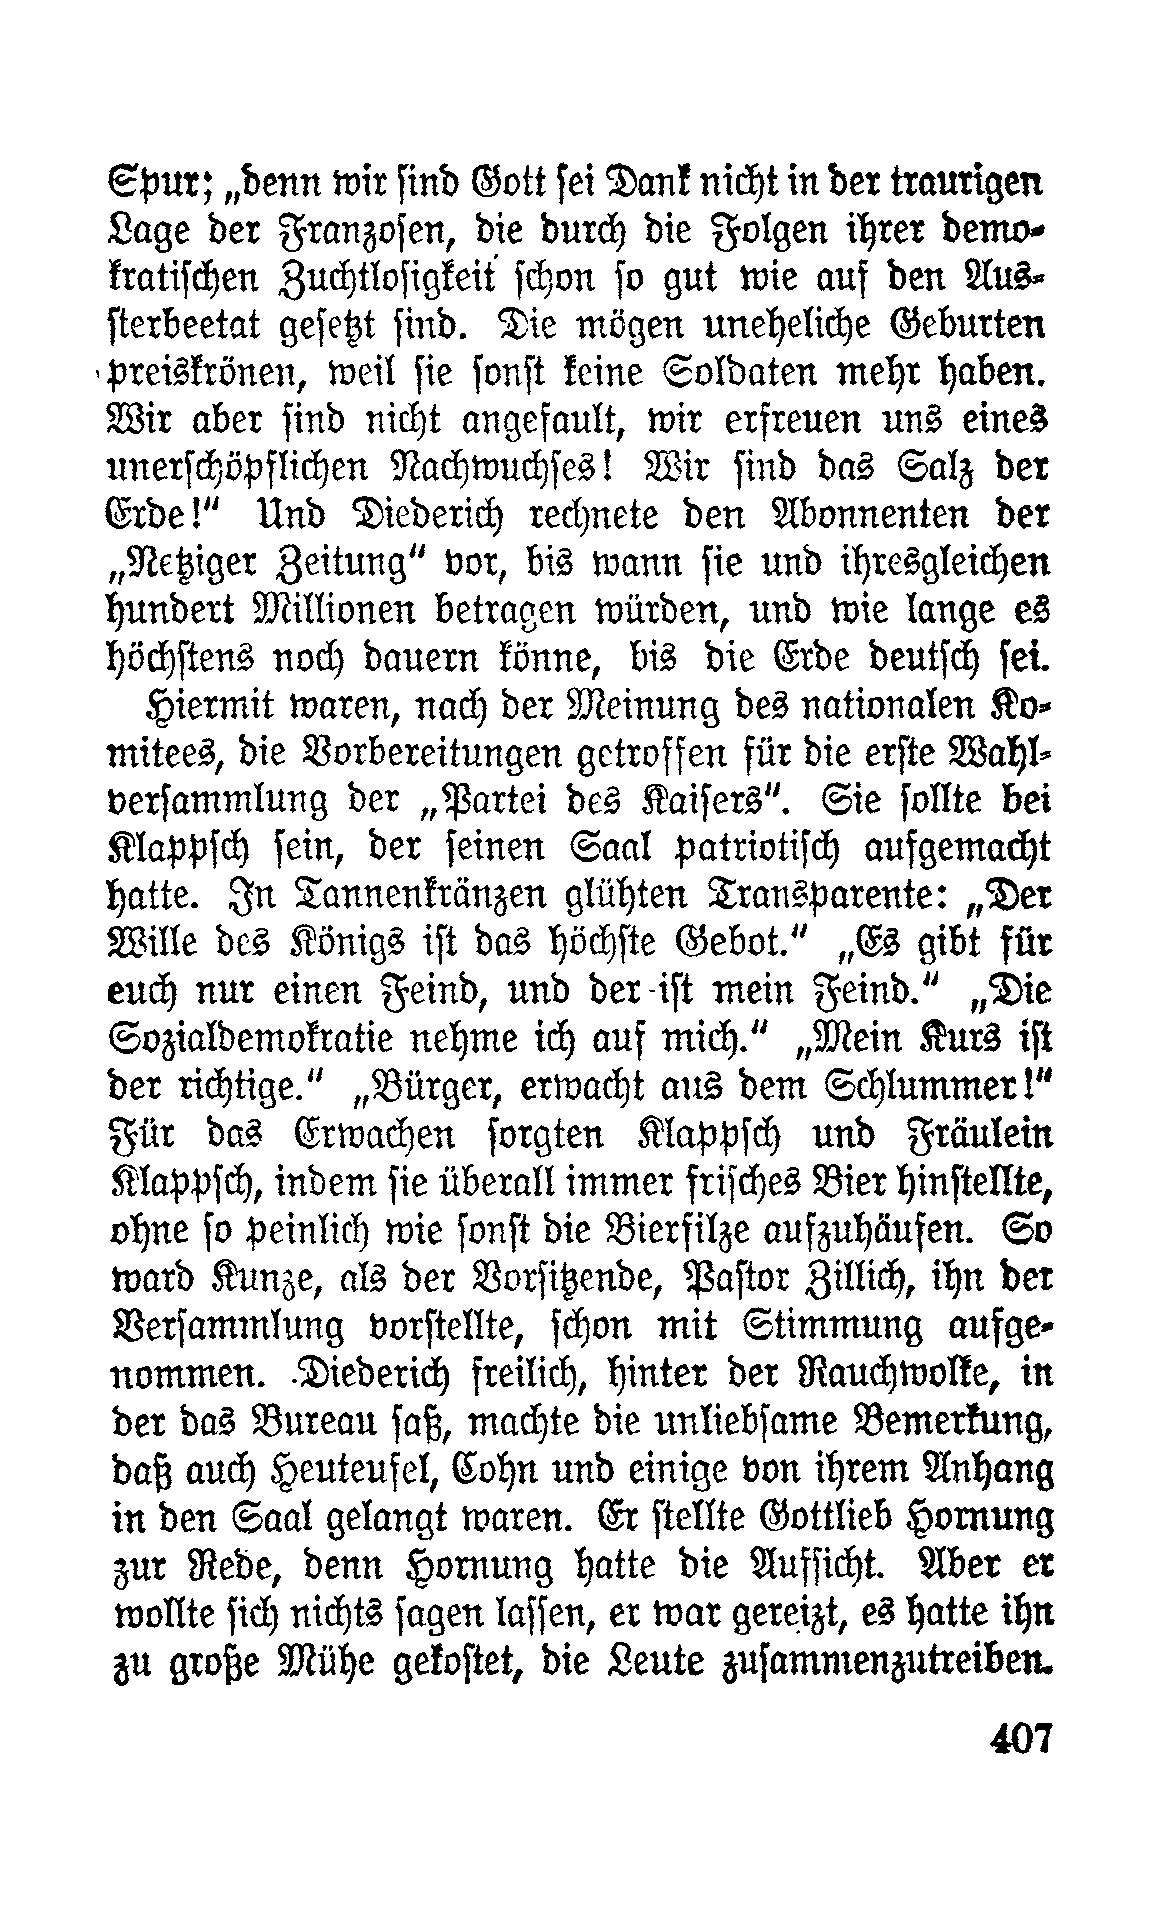 Spur; „denn wir sind Gott sei Dank nicht in der traurigen
Lage der Franzosen, die durch die Folgen ihrer demo-
kratischen Zuchtlosigkeit schon so gut wie auf den Aus-
sterbeetat gesetzt sind. Die mögen uneheliche Geburten
preiskrönen, weil sie sonst keine Soldaten mehr haben.
Wir aber sind nicht angefault, wir erfreuen uns eines
unerschöpflichen Nachwuchses! Wir sind das Salz der
Erde!“ Und Diederich rechnete den Abonnenten der
„Netziger Zeitung“ vor, bis wann sie und ihresgleichen
hundert Millionen betragen würden, und wie lange es
höchstens noch dauern könne, bis die Erde deutsch sei.
Hiermit waren, nach der Meinung des nationalen Ko-
mitees, die Vorbereitungen getroffen für die erste Wahl-
versammlung der „Partei des Kaisers“. Sie sollte bei
Klappsch sein, der seinen Saal patriotisch aufgemacht
hatte. In Tannenkränzen glühten Transparente: „Der
Wille des Königs ist das höchste Gebot.“ „Es gibt für
euch nur einen Feind, und der ist mein Feind.“ „Die
Sozialdemokratie nehme ich auf mich.“ „Mein Kurs ist
der richtige.“ „Bürger, erwacht aus dem Schlummer!“
Für das Erwachen sorgten Klappsch und Fräulein
Klappsch, indem sie überall immer frisches Bier hinstellte,
ohne so peinlich wie sonst die Bierfilze aufzuhäufen. So
ward Kunze, als der Vorsitzende, Pastor Zillich, ihn der
Versammlung vorstellte, schon mit Stimmung aufge-
nommen. Diederich freilich, hinter der Rauchwolke, in
der das Bureau saß, machte die unliebsame Bemerkung,
daß auch Heuteufel, Cohn und einige von ihrem Anhang
in den Saal gelangt waren. Er stellte Gottlieb Hornung
zur Rede, denn Hornung hatte die Aufsicht. Aber er
wollte sich nichts sagen lassen, er war gereizt, es hatte ihn
zu große Mühe gekostet, die Leute zusammenzutreiben.
407